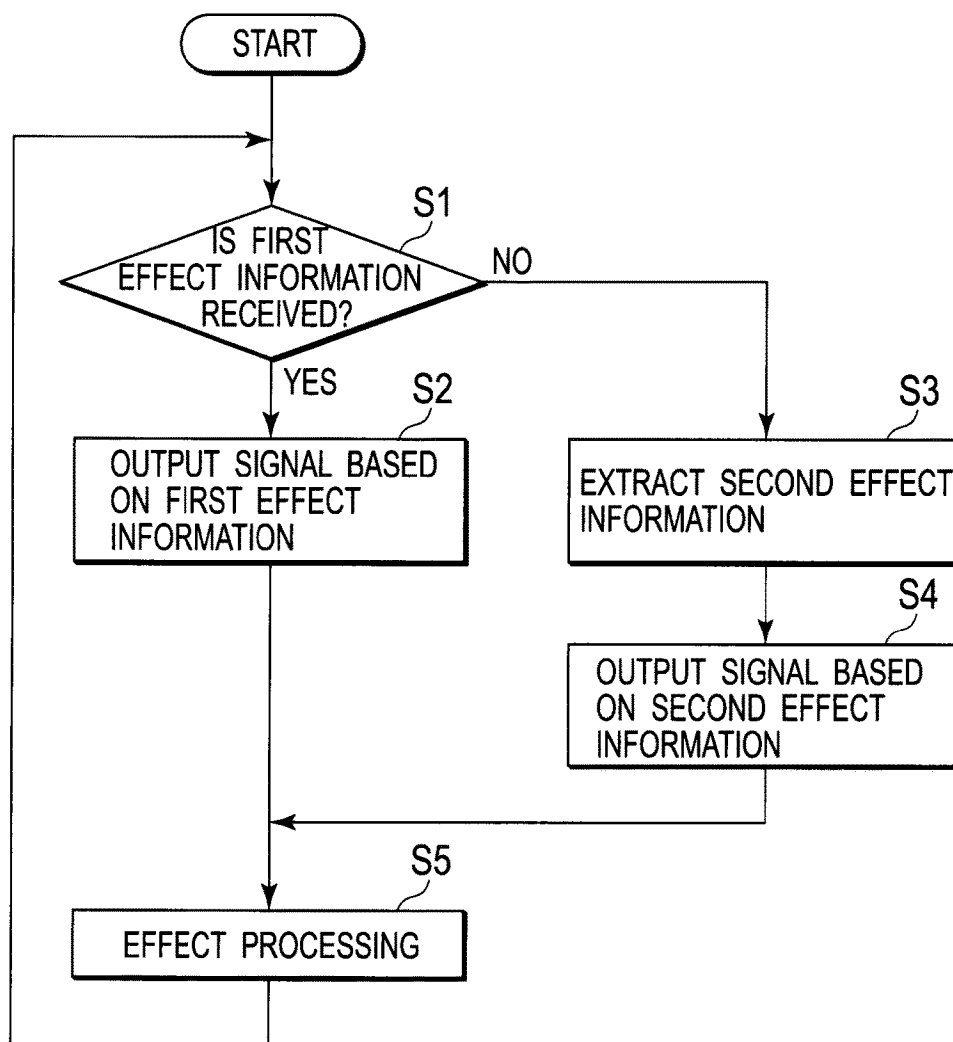 START
S1
IS FIRST
EFFECT INFORMATION
RECEIVED?
NO
YES
S2
OUTPUT SIGNAL BASED
ON FIRST EFFECT
INFORMATION
S3
EXTRACT SECOND EFFECT
INFORMATION
S4
OUTPUT SIGNAL BASED
ON SECOND EFFECT
INFORMATION
S5
EFFECT PROCESSING